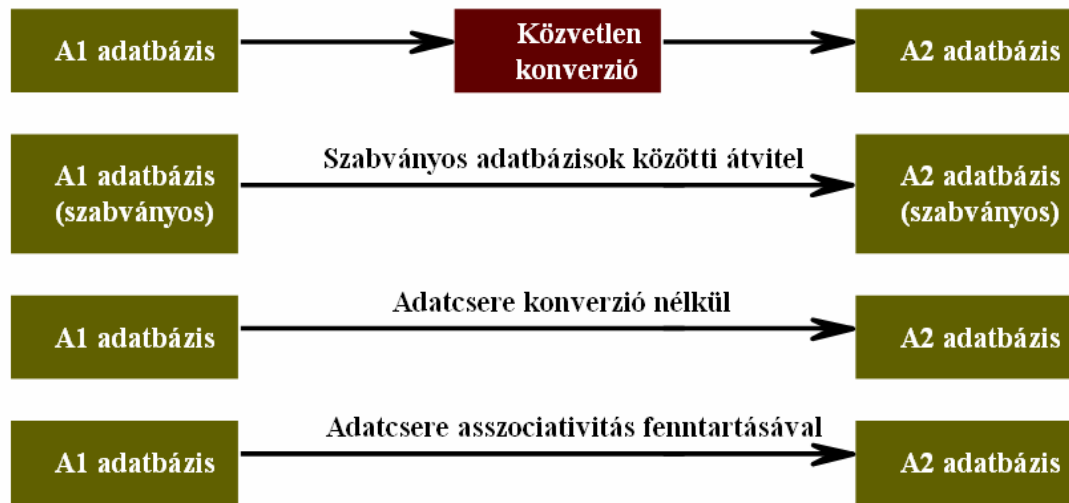 A1 adatbázis
Közvetlen
konverzió
A2 adatbázis
Szabványos adatbázisok közötti átvitel
A1 adatbázis
(szabványos)
A2 adatbázis
(szabványos)
Adatcsere konverzió nélkül
A1 adatbázis
A2 adatbázis
Adatcsere asszociativitás fenntartásával
A1 adatbázis
A2 adatbázis